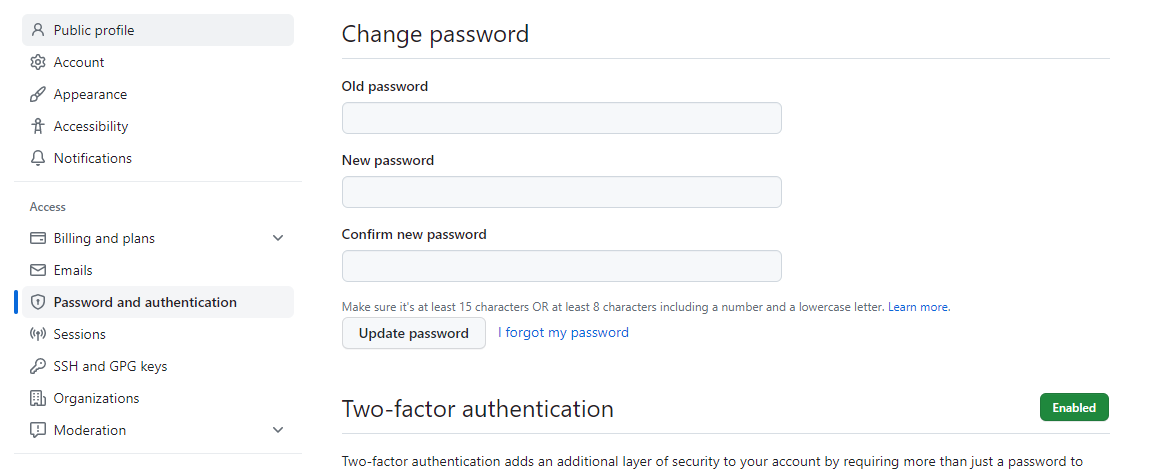 Public profile
Account
Appearance
Accessibility
Notifications
Access
Billing and plans
Emails
Password and authentication
Sessions
SSH and GPG keys
Organizations
Moderation
Change password
Old password
New password
Confirm new password
Make sure it's at least 15 characters OR at least 8 characters including a number and a lowercase letter. Learn more.
Update password I forgot my password
Two-factor authentication Enabled
Two-factor authentication adds an additional layer of security to your account by requiring more than just a password to